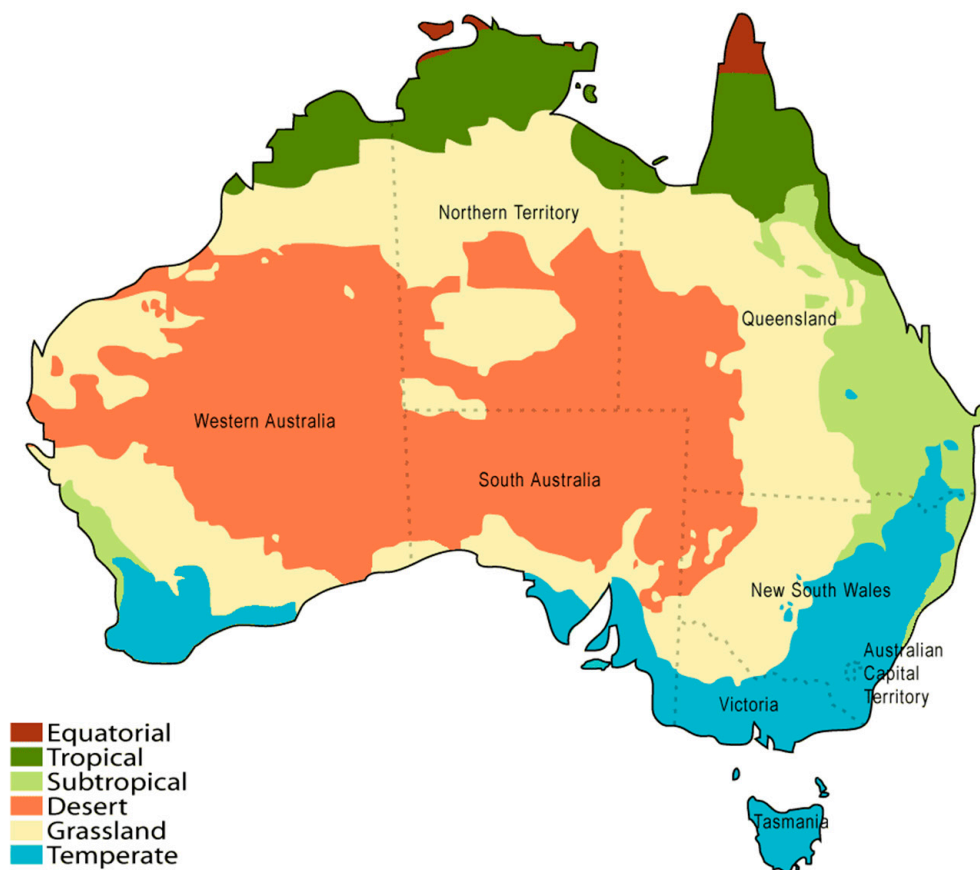 Northern Territory
Queensland
Western Australia
South Australia
New South Wales
Australian
Capital
Territory
Victoria
Tasmania
Equatorial
Tropical
Subtropical
Desert
Grassland
Temperate